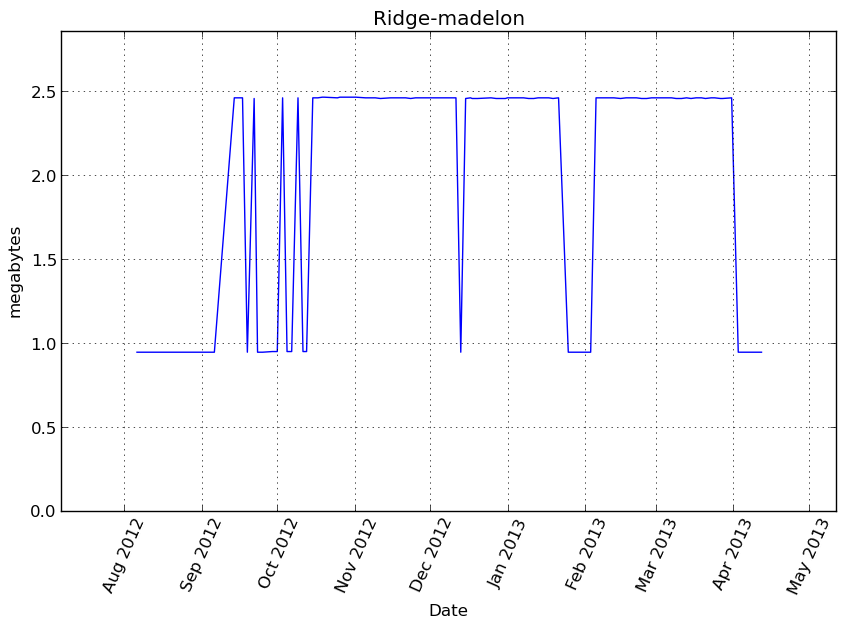 Ridge-madelon
megabytes
2.5
2.0
1.5
1.0
0.5
0.0
Aug 2012
Sep 2012
Oct 2012
Nov 2012
Dec 2012
Jan 2013
Feb 2013
Mar 2013
Apr 2013
May 2013
Date